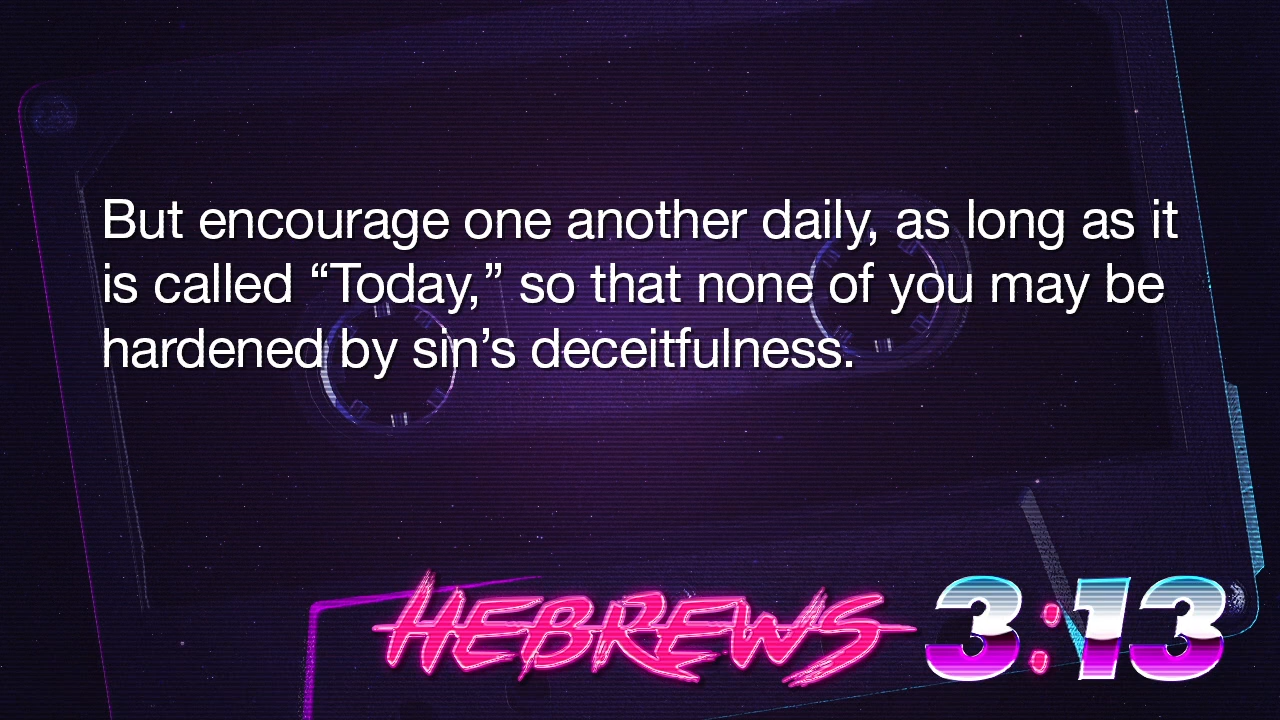 But encourage one another daily, as long as it
is called “Today,” so that none of you may be
hardened by sin’s deceitfulness.
HEBREWS 3:13